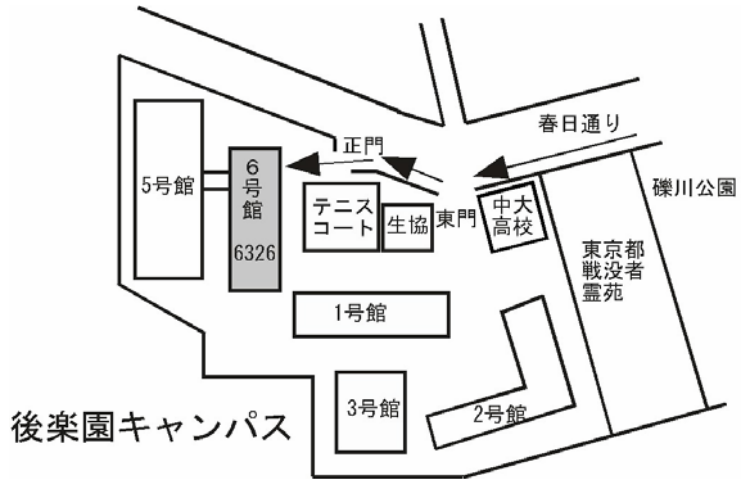 春日通り
正門
礫川公園
5号館
6号館
6326
テニス
コート
生協
東門
中大
高校
東京都
戦没者
霊苑
1号館
3号館
2号館
後楽園キャンパス